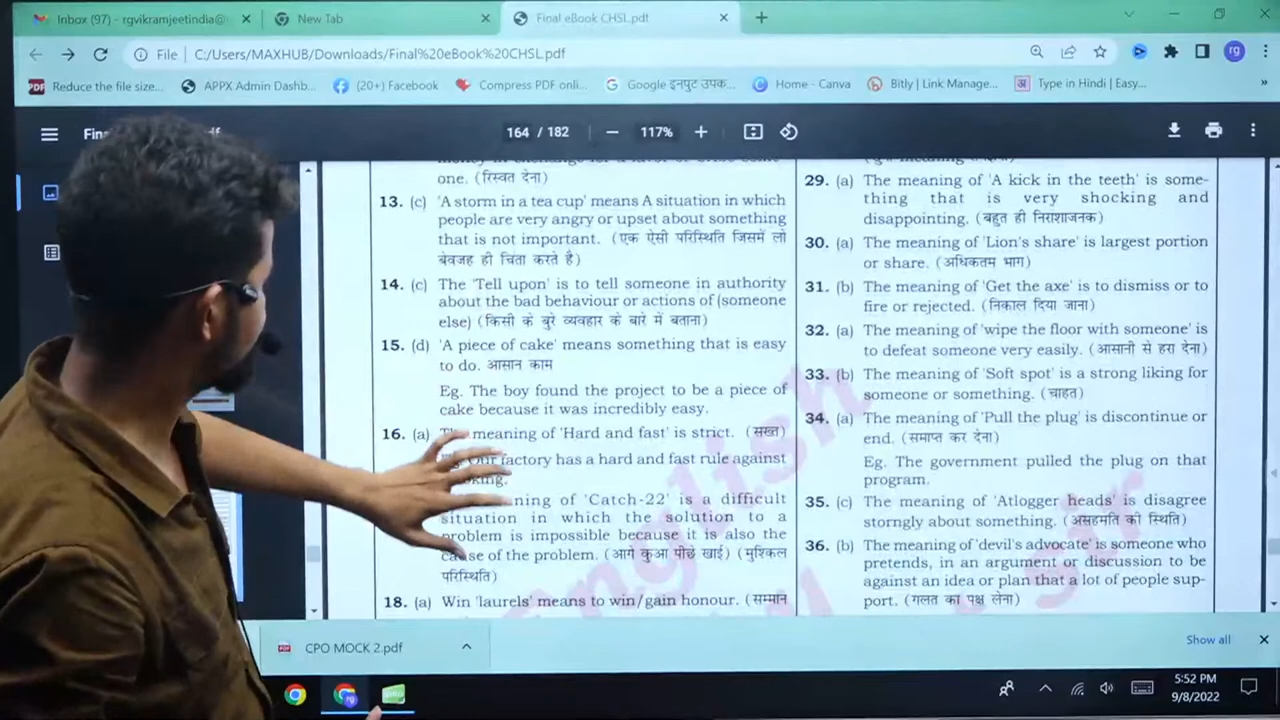 Inbox (97) - rgvikramjeetindia@
New Tab
Final eBook CHSL.pdf
File
C:/Users/MAXHUB/Downloads/Final%20eBook%20CHSL.pdf
rg
PDF Reduce the file size...
APPX Admin Dashb...
(20+) Facebook
Compress PDF onli...
Google इनपुट उपक...
Home - Canva
Bitly | Link Manage...
अ Type in Hindi | Easy...
»
Fin
df
164 / 182
117%
one. (रिस्वत देना)
13. (c) 'A storm in a tea cup' means A situation in which
people are very angry or upset about something
that is not important. (एक ऐसी परिस्थिति जिसमें लो
बेवजह ही चिंता करते है)
14. (c) The 'Tell upon' is to tell someone in authority
about the bad behaviour or actions of (someone
else) (किसी के बुरे व्यवहार के बारे में बताना)
15. (d) 'A piece of cake' means something that is easy
to do. आसान काम
Eg. The boy found the project to be a piece of
cake because it was incredibly easy.
16. (a) meaning of 'Hard and fast' is strict. (सख्त)
Our factory has a hard and fast rule against
of 'Catch-22' is a difficult
situation in which the solution to a
problem is impossible because it is also the
cause of the problem. (आगे कुआ पीछे खाई) (मुश्किल
परिस्थिति)
18. (a) Win 'laurels' means to win/gain honour. (सम्मान
29. (a) The meaning of 'A kick in the teeth' is some-
thing that is very shocking and
disappointing. (बहुत ही निराशाजनक)
30. (a) The meaning of 'Lion's share' is largest portion
or share. (अधिकतम भाग)
31. (b) The meaning of 'Get the axe' is to dismiss or to
fire or rejected. (निकाल दिया जाना)
32. (a) The meaning of 'wipe the floor with someone' is
to defeat someone very easily. (आसानी से हरा देना)
33. (b) The meaning of 'Soft spot' is a strong liking for
someone or something. (चाहत)
34. (a) The meaning of 'Pull the plug' is discontinue or
end. (समाप्त कर देना)
Eg. The government pulled the plug on that
program.
35. (c) The meaning of 'Atlogger heads' is disagree
storngly about something. (असहमति की स्थिति)
36. (b) The meaning of 'devil's advocate' is someone who
pretends, in an argument or discussion to be
against an idea or plan that a lot of people sup-
port. (गलत का पक्ष लेना)
English
Sir
CPO MOCK 2.pdf
Show all
5:52 PM
9/8/2022